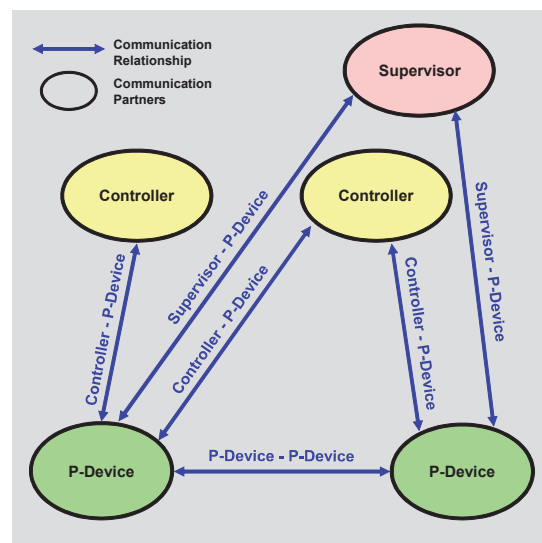 Communication
Relationship
Communication
Partners
Supervisor
Controller
Controller
Supervisor - P-Device
Supervisor - P-Device
Controller - P-Device
Controller - P-Device
Controller - P-Device
P-Device - P-Device
P-Device
P-Device